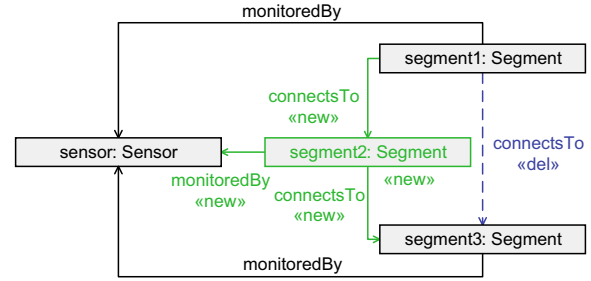 monitoredBy
segment1: Segment
connectsTo
«new»
sensor: Sensor
segment2: Segment
connectsTo
«del»
monitoredBy
«new»
connectsTo
«new»
«new»
segment3: Segment
monitoredBy